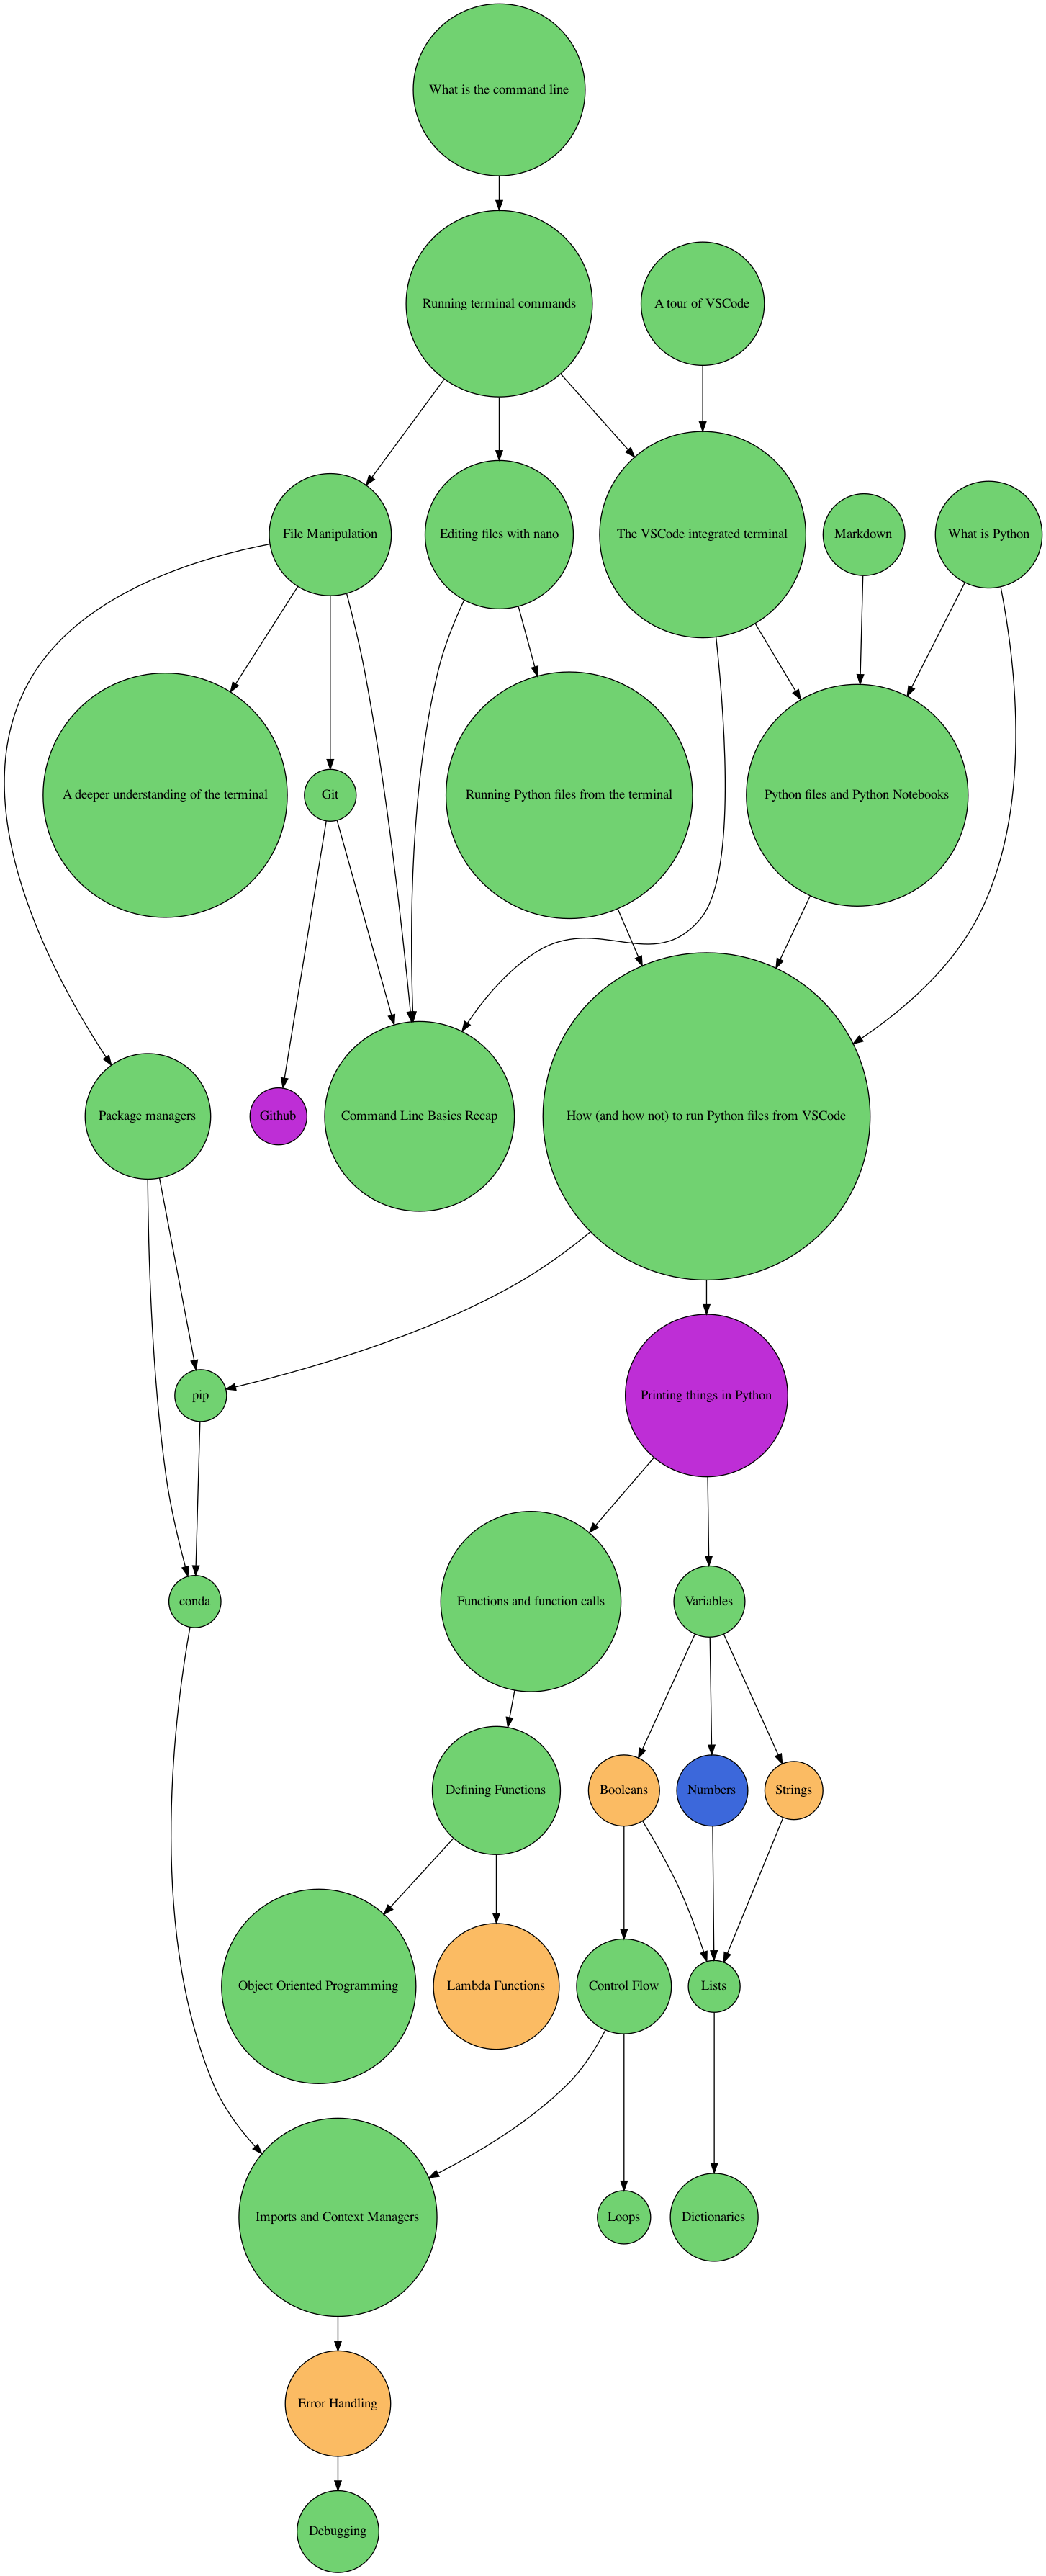 What is the command line
Running terminal commands
A tour of VSCode
File Manipulation
Editing files with nano
The VSCode integrated terminal
Markdown
What is Python
A deeper understanding of the terminal
Git
Running Python files from the terminal
Python files and Python Notebooks
Package managers
Github
Command Line Basics Recap
How (and how not) to run Python files from VSCode
pip
Printing things in Python
conda
Functions and function calls
Variables
Defining Functions
Booleans
Numbers
Strings
Object Oriented Programming
Lambda Functions
Control Flow
Lists
Imports and Context Managers
Loops
Dictionaries
Error Handling
Debugging